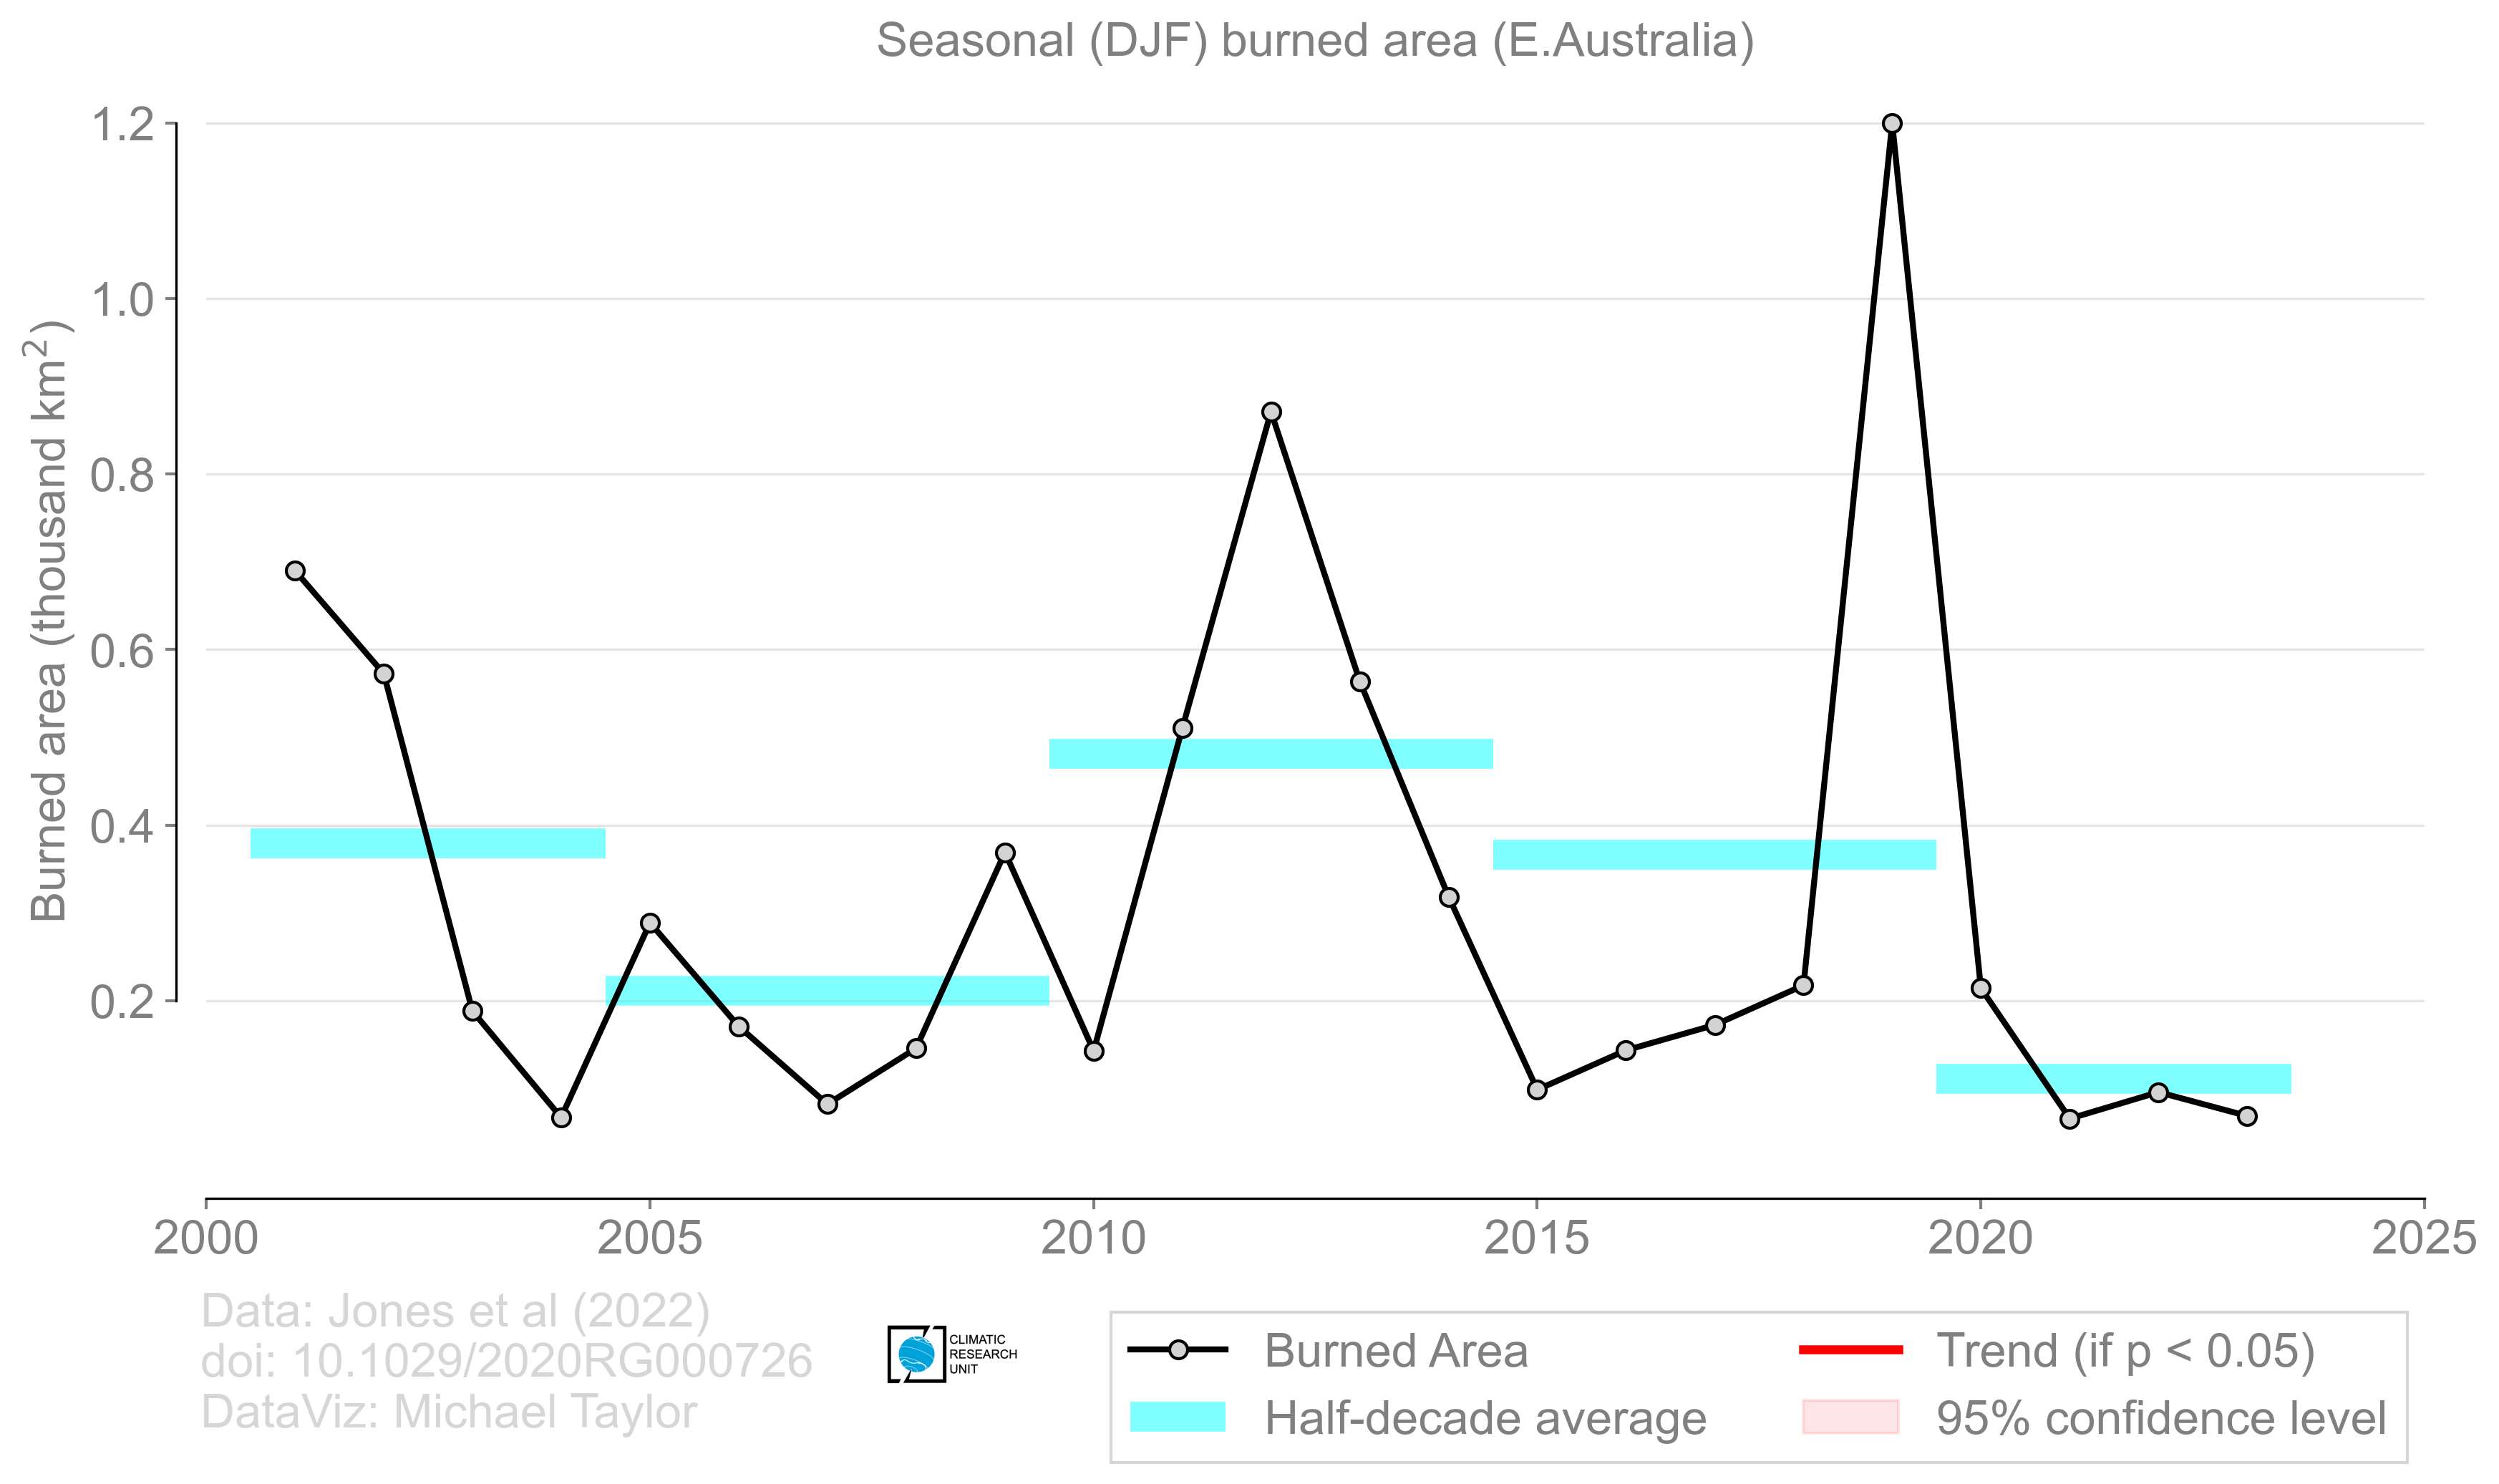 Seasonal (DJF) burned area (E.Australia)
Burned area (thousand km²)
1.2
1.0
0.8
0.6
0.4
0.2
2000 2005 2010 2015 2020 2025
Data: Jones et al (2022)
doi: 10.1029/2020RG000726
DataViz: Michael Taylor
CLIMATIC
RESEARCH
UNIT
Burned Area
Half-decade average
Trend (if p < 0.05)
95% confidence level